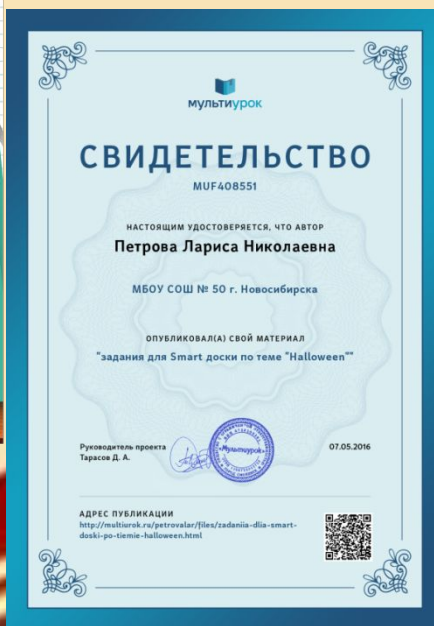 мультиурок
СВИДЕТЕЛЬСТВО
MUF408551
НАСТОЯЩИМ УДОСТОВЕРЯЕТСЯ, ЧТО АВТОР
Петрова Лариса Николаевна
МБОУ СОШ № 50 г. Новосибирска
ОПУБЛИКОВАЛ(А) СВОЙ МАТЕРИАЛ
"задания для Smart доски по теме "Halloween""
Руководитель проекта
Тарасов Д. А.
«Мультиурок»
07.05.2016
АДРЕС ПУБЛИКАЦИИ
http://multiurok.ru/petrovalar/files/zadaniia-dlia-smart-
doski-po-tiemie-halloween.html